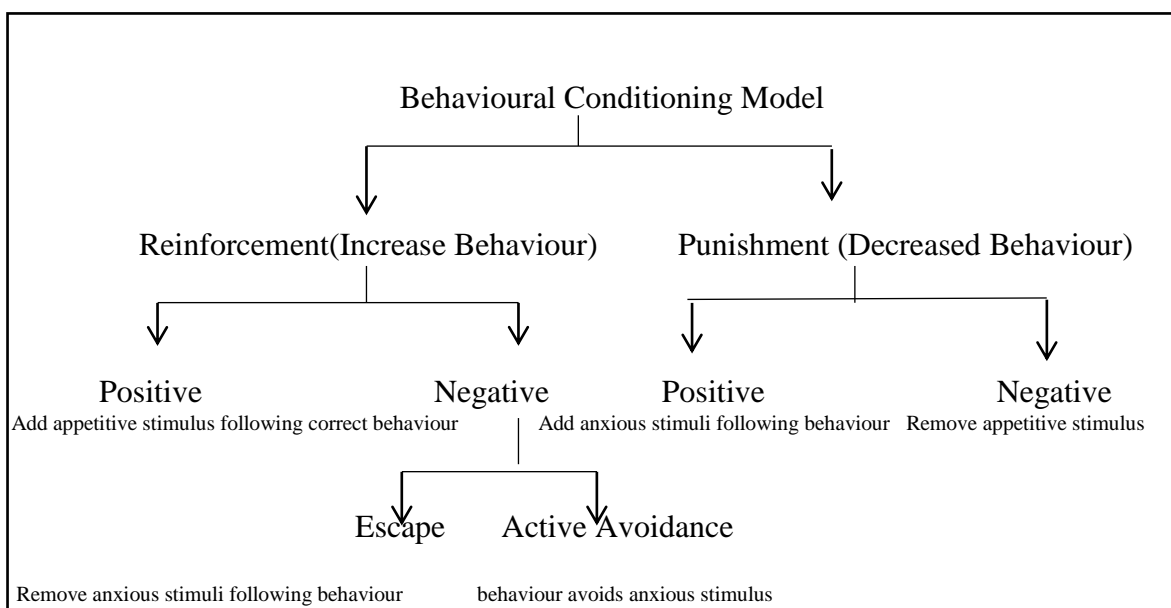 Behavioural Conditioning Model
Reinforcement(Increase Behaviour) Punishment (Decreased Behaviour)
Positive Negative Positive Negative
Add appetitive stimulus following correct behaviour Add anxious stimuli following behaviour Remove appetitive stimulus
Escape Active Avoidance
Remove anxious stimuli following behaviour behaviour avoids anxious stimulus